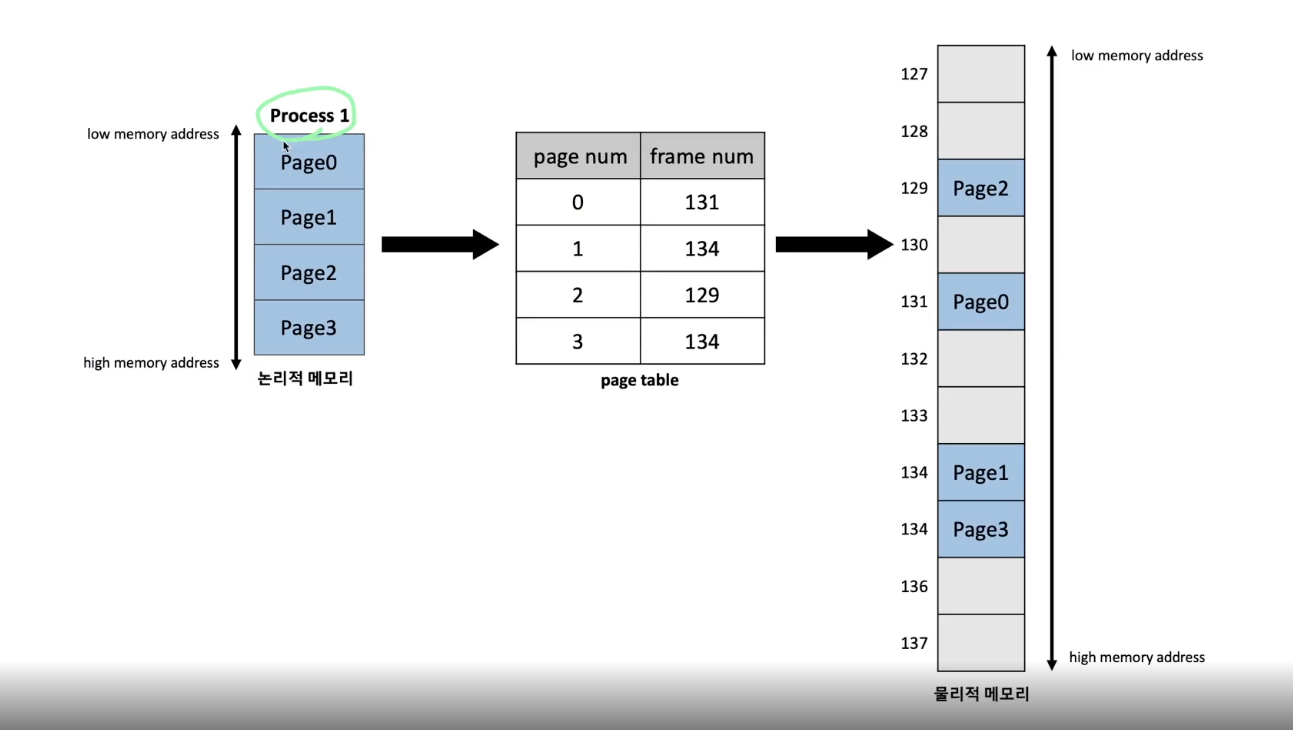 Process 1
low memory address
Page0
Page1
Page2
Page3
high memory address
논리적 메모리
page num frame num
0 131
1 134
2 129
3 134
page table
low memory address
127
128
129 Page2
130
131 Page0
132
133
134 Page1
134 Page3
136
137
high memory address
물리적 메모리